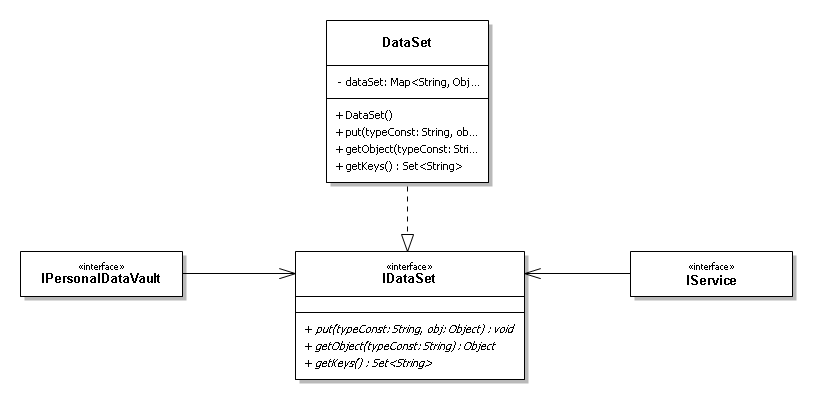 DataSet
- dataSet: Map<String, Obj...
+ DataSet()
+ put(typeConst: String, ob...
+ getObject(typeConst: Stri...
+ getKeys() : Set<String>
«interface»
IPersonalDataVault
«interface»
IDataSet
+ put(typeConst: String, obj: Object) : void
+ getObject(typeConst: String) : Object
+ getKeys() : Set<String>
«interface»
IService